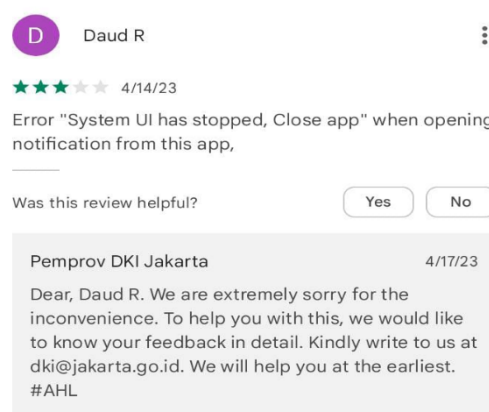 D
Daud R
4/14/23
Error "System UI has stopped, Close app" when opening
notification from this app,
Was this review helpful?
Yes
No
Pemprov DKI Jakarta
4/17/23
Dear, Daud R. We are extremely sorry for the
inconvenience. To help you with this, we would like
to know your feedback in detail. Kindly write to us at
dki@jakarta.go.id. We will help you at the earliest.
#AHL